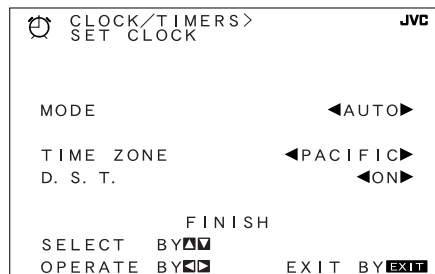 CLOCK/TIMERS> JVC
SET CLOCK
MODE ◀AUTO▶
TIME ZONE ◀PACIFIC▶
D. S. T. ◀ON▶
FINISH
SELECT BY▲▼
OPERATE BY◀▶ EXIT BY EXIT